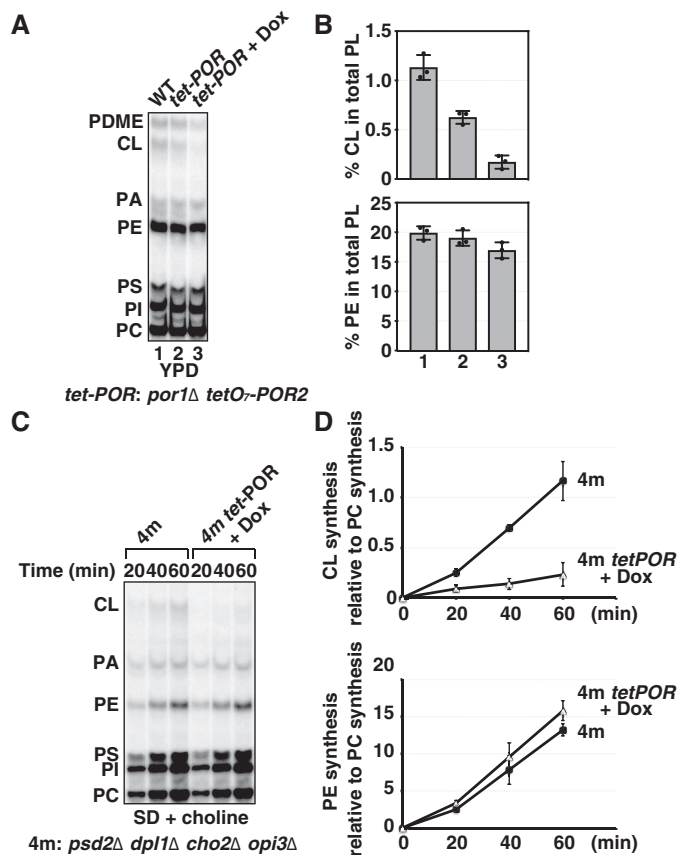 A
WT
tet-POR
tet-POR + Dox
PDME
CL
PA
PE
PS
PI
PC
1 2 3
YPD
tet-POR: por1Δ tetO₇-POR2
B
% CL in total PL
1.5
1.0
0.5
0
% PE in total PL
25
20
15
10
5
0
1 2 3
C
4m
4m tet-POR
+ Dox
Time (min) 20 40 60 20 40 60
CL
PA
PE
PS
PI
PC
SD + choline
4m: psd2Δ dpl1Δ cho2Δ opi3Δ
D
CL synthesis
relative to PC synthesis
1.5
1.0
0.5
0
4m
4m tetPOR
+ Dox
0 20 40 60 (min)
PE synthesis
relative to PC synthesis
20
15
10
5
0
4m tetPOR
+ Dox
4m
0 20 40 60 (min)